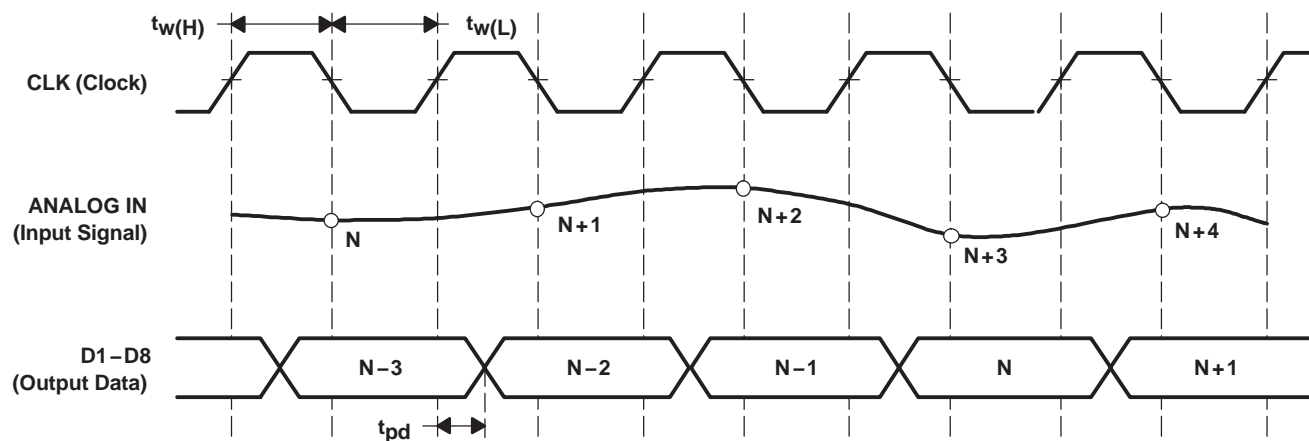 tw(H)
tw(L)
CLK (Clock)
ANALOG IN
(Input Signal)
N
N+1
N+2
N+3
N+4
D1–D8
(Output Data)
N–3
N–2
N–1
N
N+1
tpd